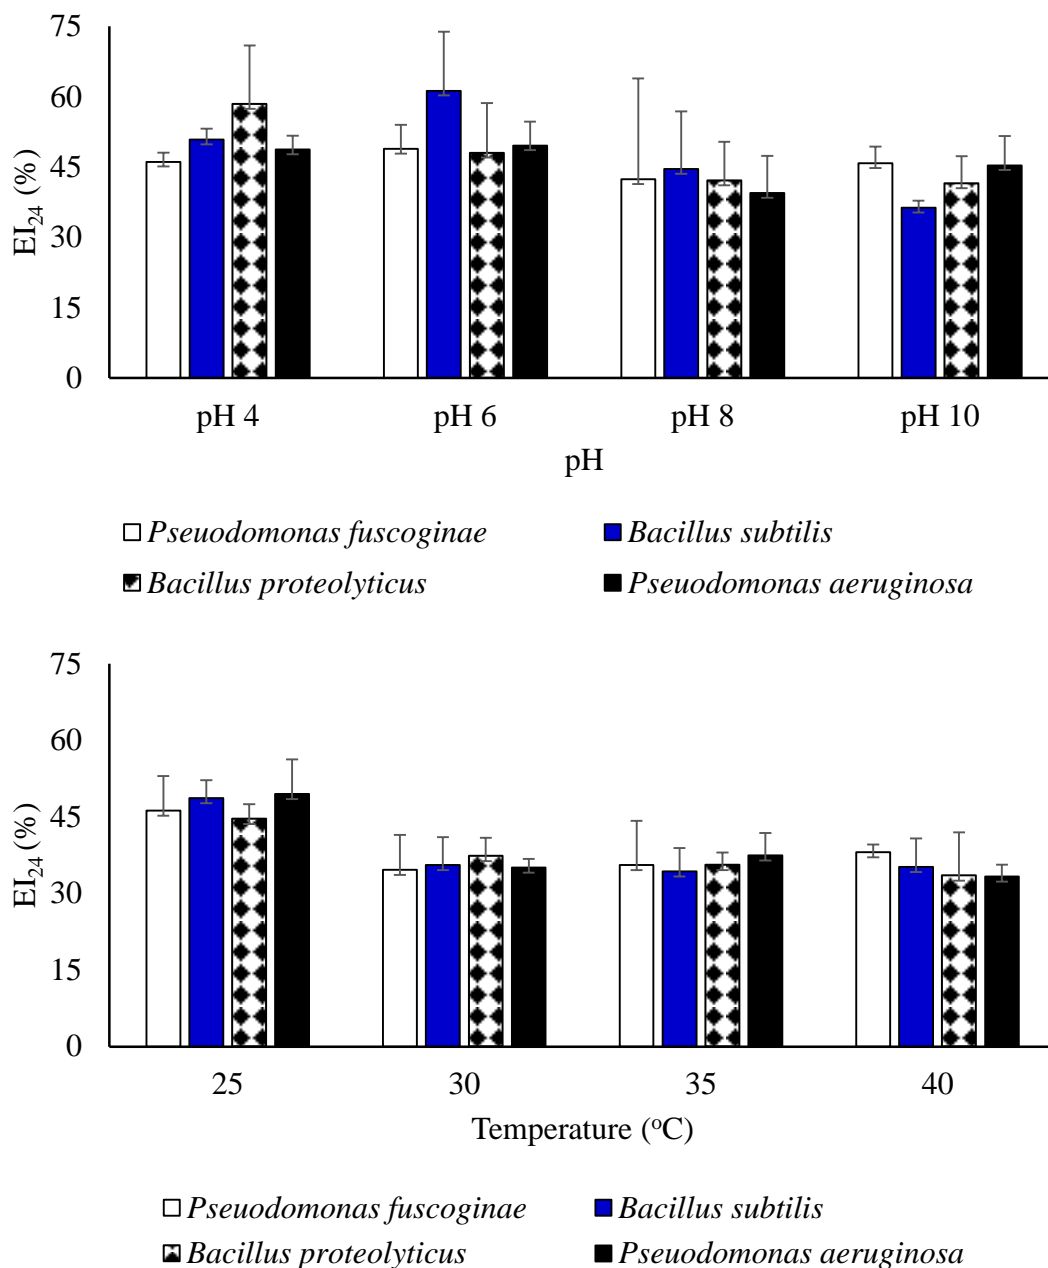 75
60
45
30
15
0
EI24 (%)
pH 4 pH 6 pH 8 pH 10
pH
Pseuodomonas fuscoginae Bacillus subtilis
Bacillus proteolyticus Pseuodomonas aeruginosa
75
60
45
30
15
0
EI24 (%)
25 30 35 40
Temperature (oC)
Pseuodomonas fuscoginae Bacillus subtilis
Bacillus proteolyticus Pseuodomonas aeruginosa